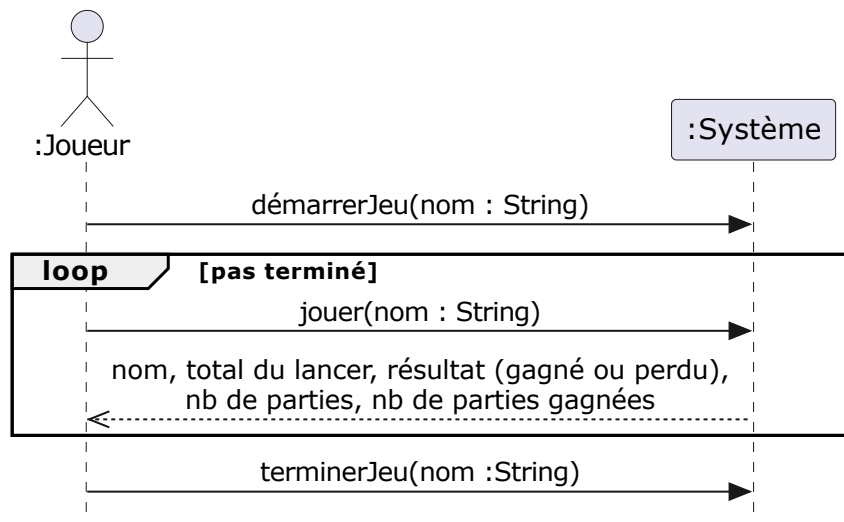 :Joueur
:Système
démarrerJeu(nom : String)
loop
[pas terminé]
jouer(nom : String)
nom, total du lancer, résultat (gagné ou perdu),
nb de parties, nb de parties gagnées
terminerJeu(nom :String)